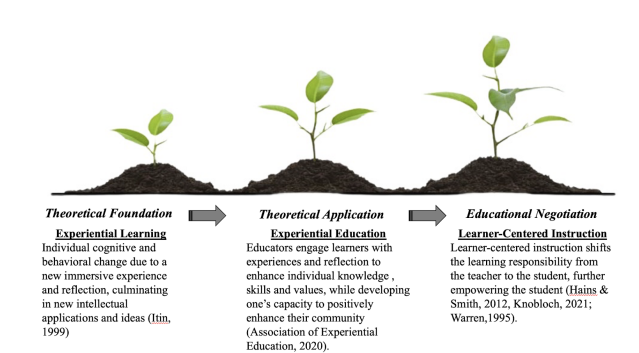 Theoretical Foundation
Experiential Learning
Individual cognitive and
behavioral change due to a
new immersive experience
and reflection, culminating
in new intellectual
applications and ideas (Itin,
1999)
Theoretical Application
Experiential Education
Educators engage learners with
experiences and reflection to
enhance individual knowledge ,
skills and values, while developing
one’s capacity to positively
enhance their community
(Association of Experiential
Education, 2020).
Educational Negotiation
Learner-Centered Instruction
Learner-centered instruction shifts
the learning responsibility from
the teacher to the student, further
empowering the student (Hains &
Smith, 2012, Knobloch, 2021;
Warren,1995).